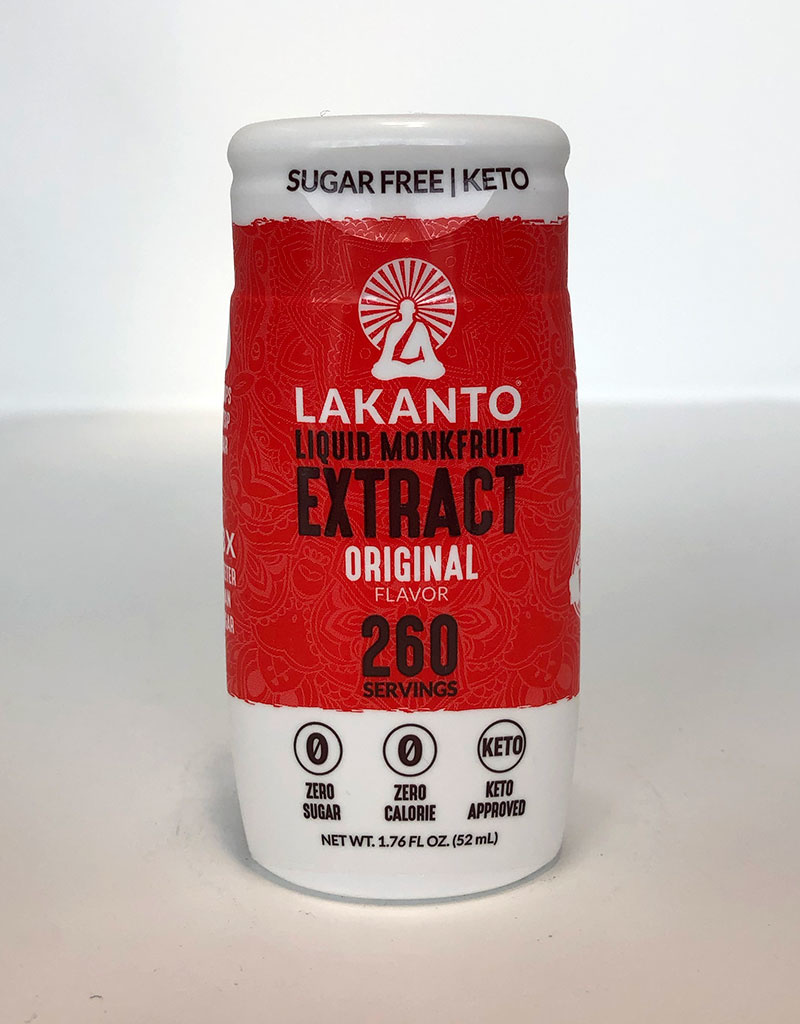 SUGAR FREE | KETO
LAKANTO®
LIQUID MONKFRUIT
EXTRACT
ORIGINAL
FLAVOR
260
SERVINGS
0 0 KETO
ZERO SUGAR
ZERO CALORIE
KETO APPROVED
NET WT. 1.76 FL OZ. (52 mL)